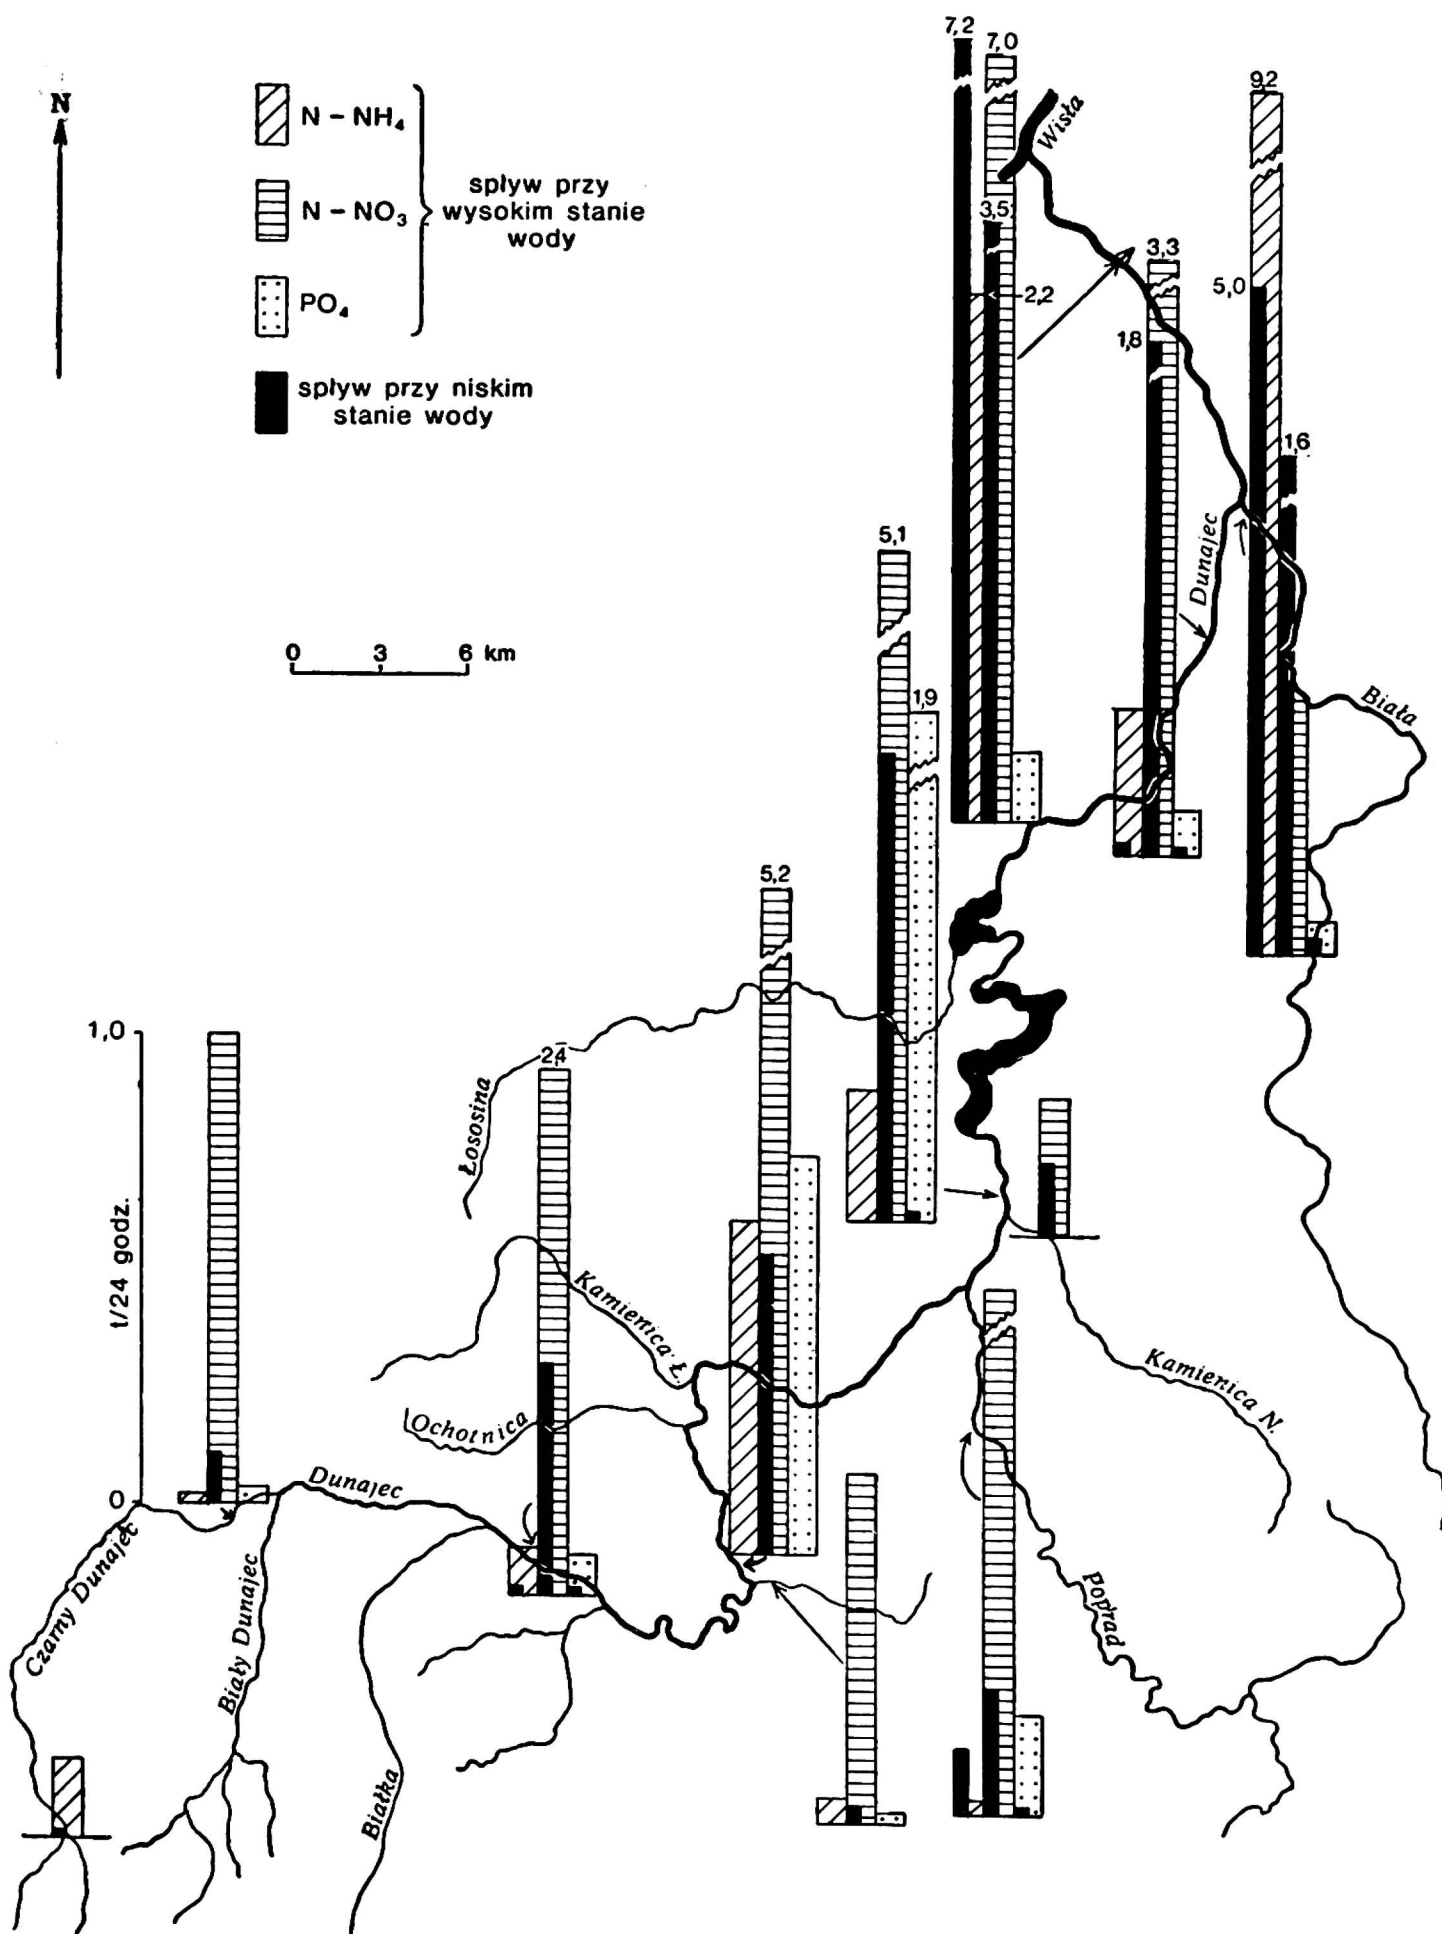 N
N – NH₄
N – NO₃
PO₄
spływ przy
wysokim stanie
wody
spływ przy niskim
stanie wody
0 3 6 km
7,2
7,0
Wisła
3,5
2,2
3,3
1,8
9,2
5,0
1,6
Dunajec
Biała
5,1
1,9
5,2
2,4
Łososina
1,0
t/24 godz.
0
Kamienica Ł.
Ochotnica
Dunajec
Kamienica N.
Czarny Dunajec
Biały Dunajec
Białka
Poprad